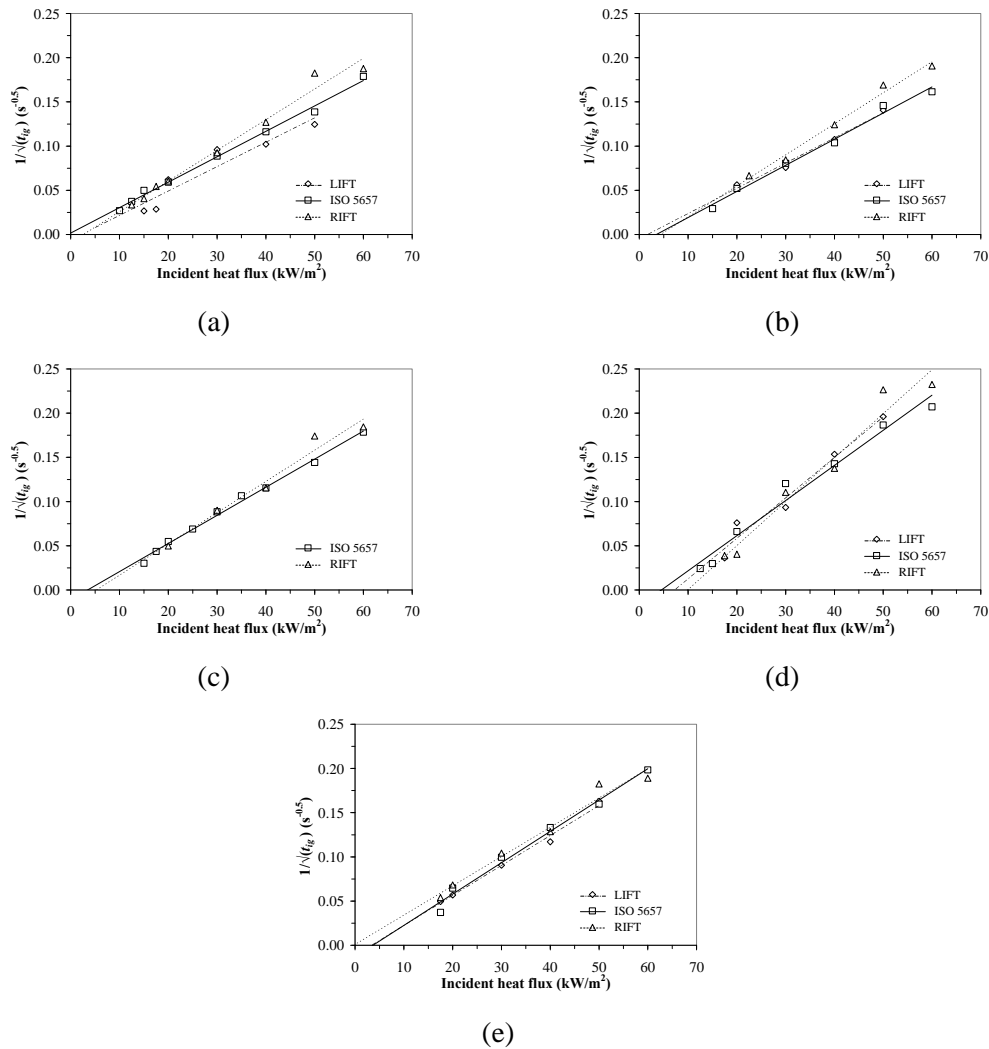 0.25
0.20
0.15
0.10
0.05
0.00
1/√(t_ig) (s^-0.5)
0 10 20 30 40 50 60 70
Incident heat flux (kW/m²)
LIFT
ISO 5657
RIFT
(a)
0.25
0.20
0.15
0.10
0.05
0.00
1/√(t_ig) (s^-0.5)
0 10 20 30 40 50 60 70
Incident heat flux (kW/m²)
LIFT
ISO 5657
RIFT
(b)
0.25
0.20
0.15
0.10
0.05
0.00
1/√(t_ig) (s^-0.5)
0 10 20 30 40 50 60 70
Incident heat flux (kW/m²)
ISO 5657
RIFT
(c)
0.25
0.20
0.15
0.10
0.05
0.00
1/√(t_ig) (s^-0.5)
0 10 20 30 40 50 60 70
Incident heat flux (kW/m²)
LIFT
ISO 5657
RIFT
(d)
0.25
0.20
0.15
0.10
0.05
0.00
1/√(t_ig) (s^-0.5)
0 10 20 30 40 50 60 70
Incident heat flux (kW/m²)
LIFT
ISO 5657
RIFT
(e)